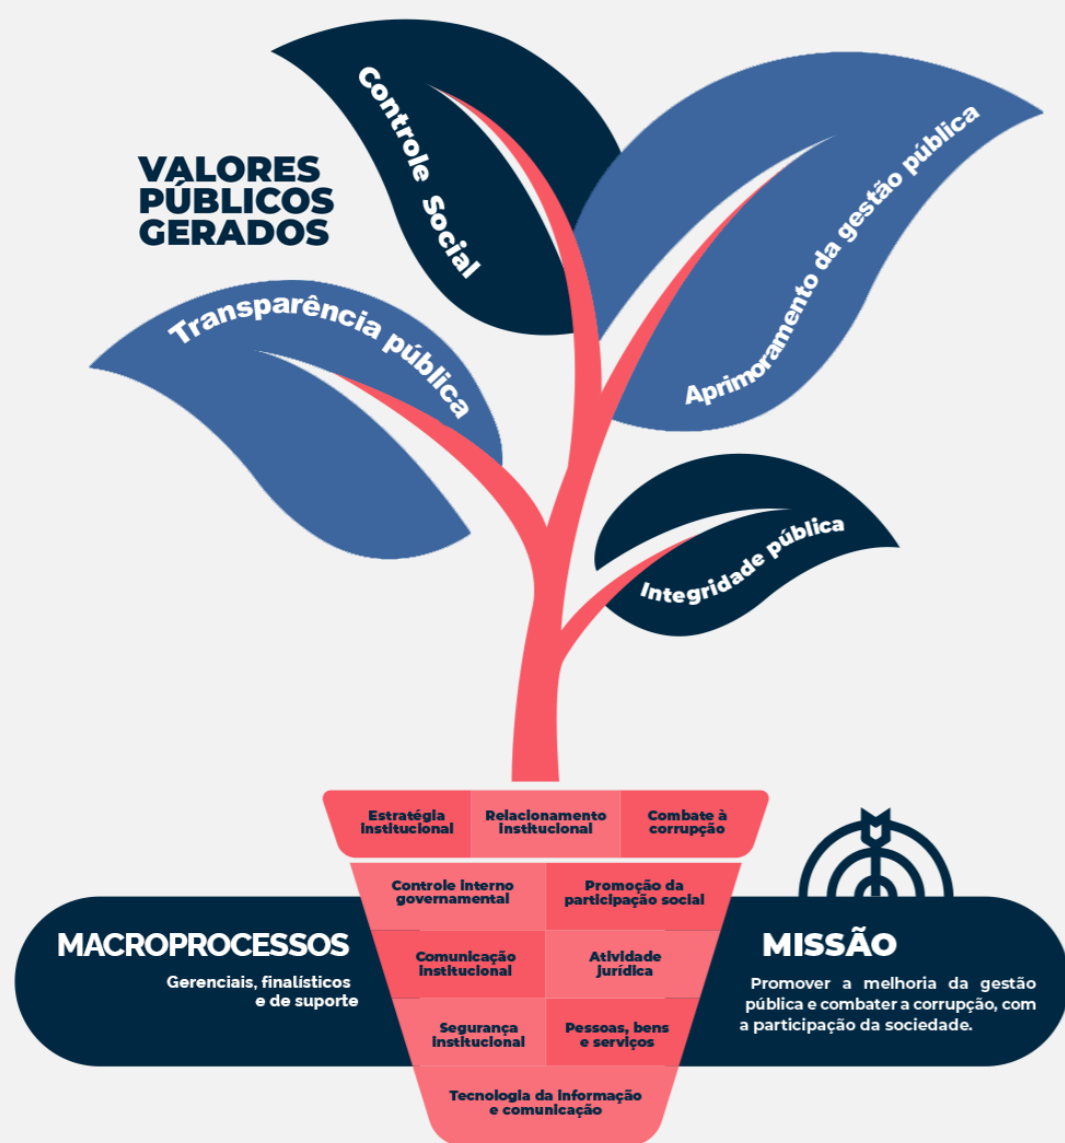 Controle Social
Aprimoramento da gestão pública
VALORES
PÚBLICOS
GERADOS
Transparência pública
Integridade pública
Estratégia
institucional
Relacionamento
institucional
Combate à
corrupção
Controle interno
governamental
Promoção da
participação social
MACROPROCESSOS
Gerenciais, finalísticos
e de suporte
Comunicação
institucional
Atividade
jurídica
Segurança
institucional
Pessoas, bens
e serviços
Tecnologia da informação
e comunicação
MISSÃO
Promover a melhoria da gestão
pública e combater a corrupção, com
a participação da sociedade.